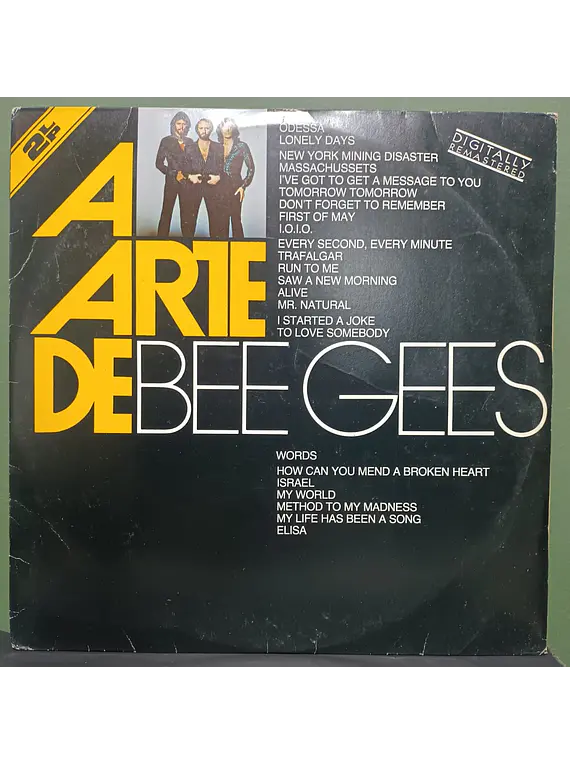 2LP
ODESSA
LONELY DAYS
NEW YORK MINING DISASTER
MASSACHUSSETS
I'VE GOT TO GET A MESSAGE TO YOU
TOMORROW TOMORROW
DON'T FORGET TO REMEMBER
FIRST OF MAY
I.O.I.O.
EVERY SECOND, EVERY MINUTE
TRAFALGAR
RUN TO ME
SAW A NEW MORNING
ALIVE
MR. NATURAL
I STARTED A JOKE
TO LOVE SOMEBODY
DIGITALLY
REMASTERED
A
ARTE
DE BEE GEES
WORDS
HOW CAN YOU MEND A BROKEN HEART
ISRAEL
MY WORLD
METHOD TO MY MADNESS
MY LIFE HAS BEEN A SONG
ELISA